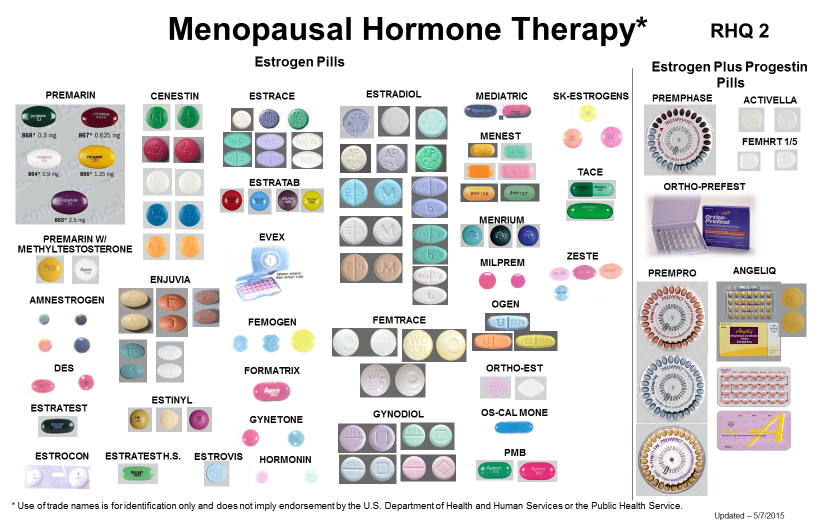 Menopausal Hormone Therapy*
RHQ 2
Estrogen Pills
Estrogen Plus Progestin
Pills
PREMARIN
868* 0.3 mg
867* 0.625 mg
864* 0.9 mg
866* 1.25 mg
865* 2.5 mg
CENESTIN
ESTRACE
ESTRADIOL
MEDIATRIC
SK-ESTROGENS
PREMPHASE
ACTIVELLA
FEMHRT 1/5
MENEST
TACE
ESTRATAB
ORTHO-PREFEST
Ortho-
Prefest
PREMARIN W/
METHYLTESTOSTERONE
EVEX
MENRIUM
ZESTE
MILPREM
ENJUVIA
PREMPRO
ANGELIQ
AMNESTROGEN
OGEN
FEMOGEN
FEMTRACE
DES
FORMATRIX
ORTHO-EST
ESTRATEST
ESTINYL
GYNETONE
GYNODIOL
OS-CAL MONE
ESTROCON
ESTRATEST H.S.
ESTROVIS
HORMONIN
PMB
* Use of trade names is for identification only and does not imply endorsement by the U.S. Department of Health and Human Services or the Public Health Service.
Updated – 5/7/2015